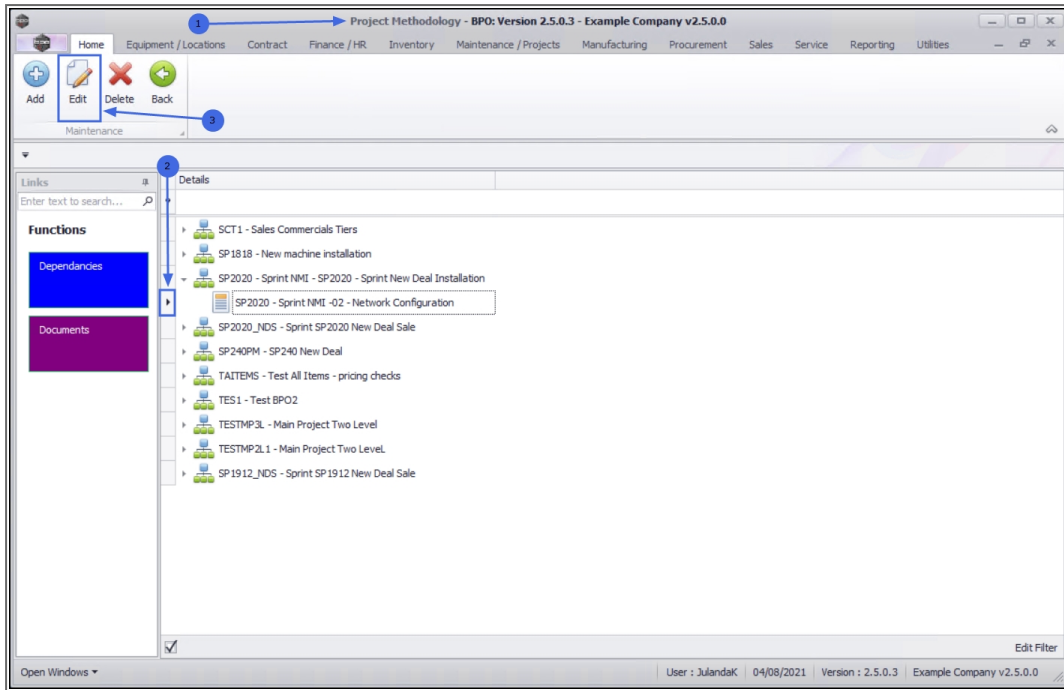 1
Project Methodology - BPO: Version 2.5.0.3 - Example Company v2.5.0.0
Home Equipment / Locations Contract Finance / HR Inventory Maintenance / Projects Manufacturing Procurement Sales Service Reporting Utilities
Add Edit Delete Back
3
Maintenance
2
Links
Details
Enter text to search...
Functions
Dependancies
Documents
SCT1 - Sales Commercials Tiers
SP1818 - New machine installation
SP2020 - Sprint NMI - SP2020 - Sprint New Deal Installation
SP2020 - Sprint NMI -02 - Network Configuration
SP2020_NDS - Sprint SP2020 New Deal Sale
SP240PM - SP240 New Deal
TAITEMS - Test All Items - pricing checks
TES1 - Test BPO2
TESTMP3L - Main Project Two Level
TESTMP2L1 - Main Project Two LeveL
SP1912_NDS - Sprint SP1912 New Deal Sale
Edit Filter
Open Windows
User : JulandaK 04/08/2021 Version : 2.5.0.3 Example Company v2.5.0.0